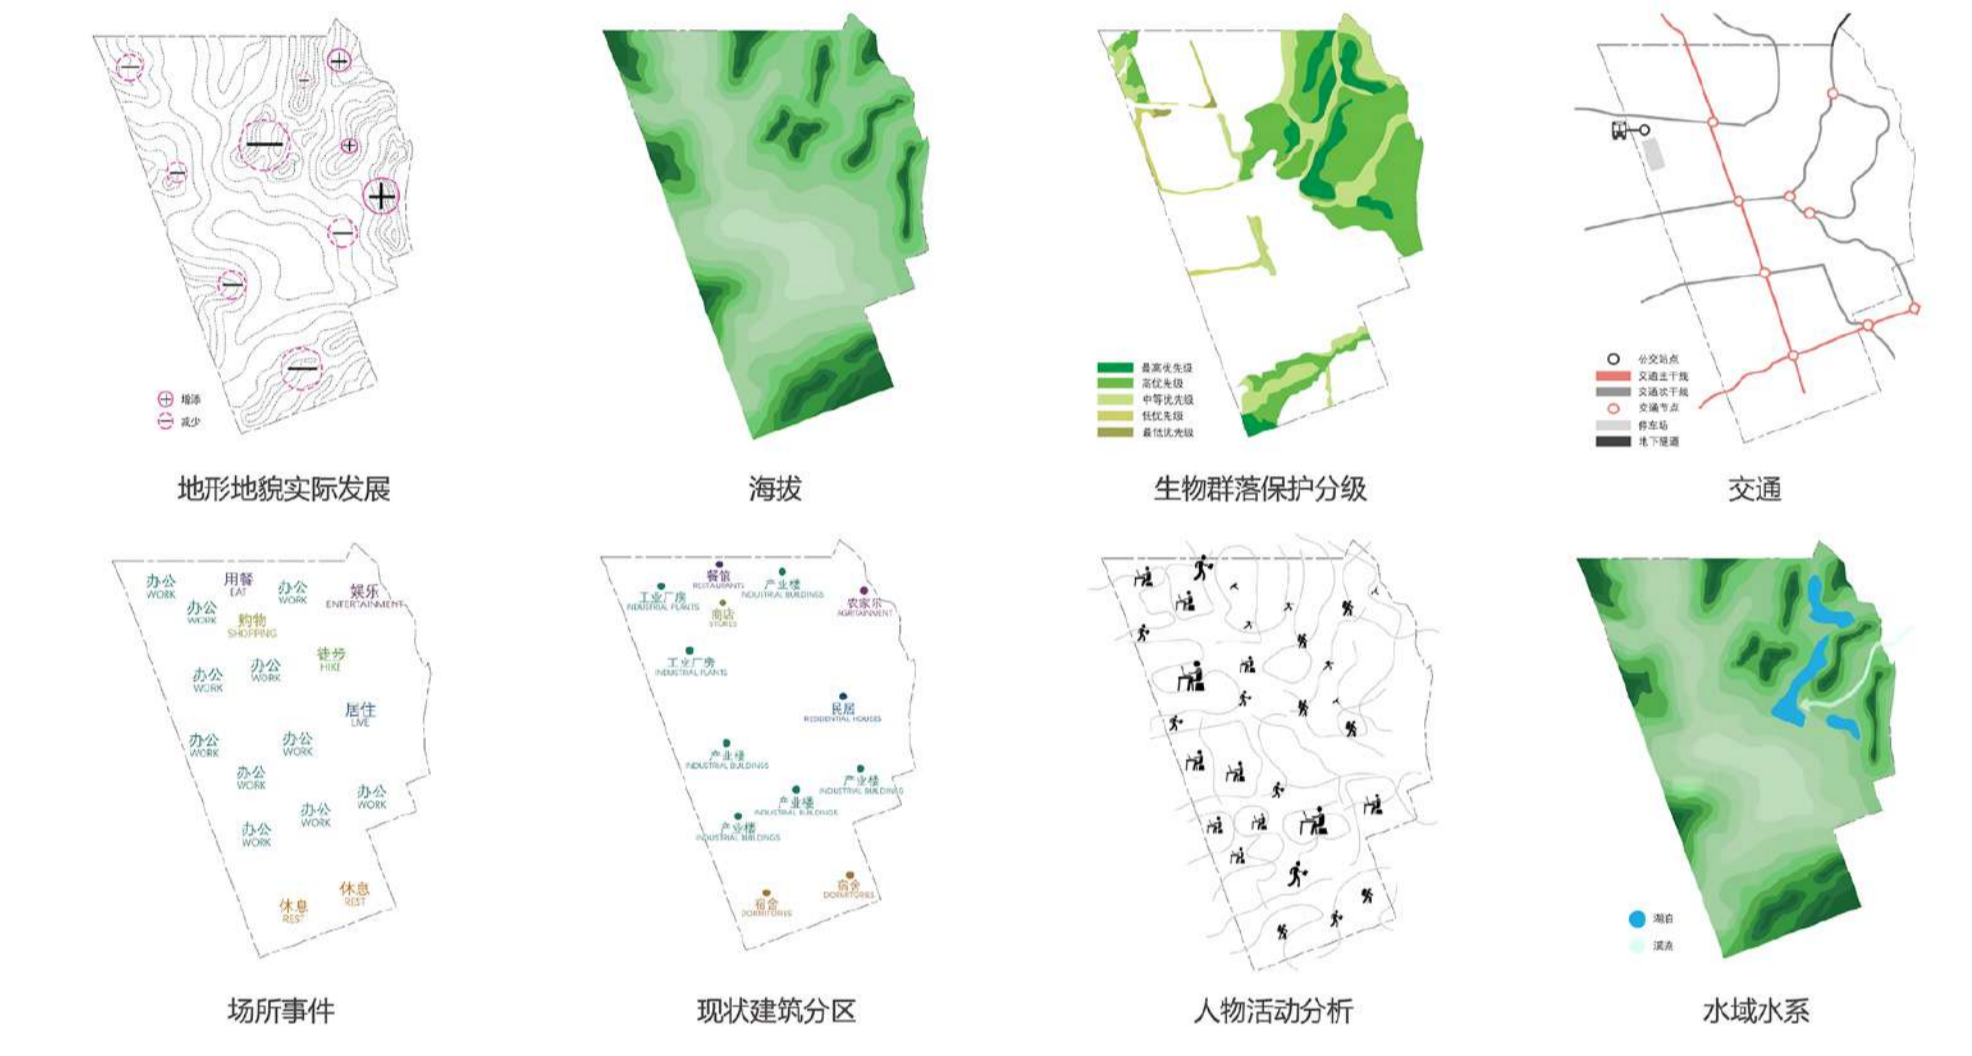 增添
减少
地形地貌实际发展
海拔
最高优先级
高优先级
中等优先级
低优先级
最低优先级
生物群落保护分级
公交站点
交通主干线
交通次干线
交通节点
停车场
地下隧道
交通
办公
WORK
用餐
EAT
办公
WORK
娱乐
ENTERTAINMENT
办公
WORK
购物
SHOPPING
徒步
HIKE
办公
WORK
办公
WORK
居住
LIVE
办公
WORK
办公
WORK
办公
WORK
办公
WORK
办公
WORK
办公
WORK
休息
REST
休息
REST
场所事件
餐馆
RESTAURANTS
产业楼
INDUSTRIAL BUILDINGS
工业厂房
INDUSTRIAL PLANTS
商店
STORES
农家乐
AGRITAINMENT
工业厂房
INDUSTRIAL PLANTS
民居
RESIDENTIAL HOUSES
产业楼
INDUSTRIAL BUILDINGS
产业楼
INDUSTRIAL BUILDINGS
产业楼
INDUSTRIAL BUILDINGS
产业楼
INDUSTRIAL BUILDINGS
宿舍
DORMITORIES
宿舍
DORMITORIES
现状建筑分区
人物活动分析
湖泊
溪流
水域水系